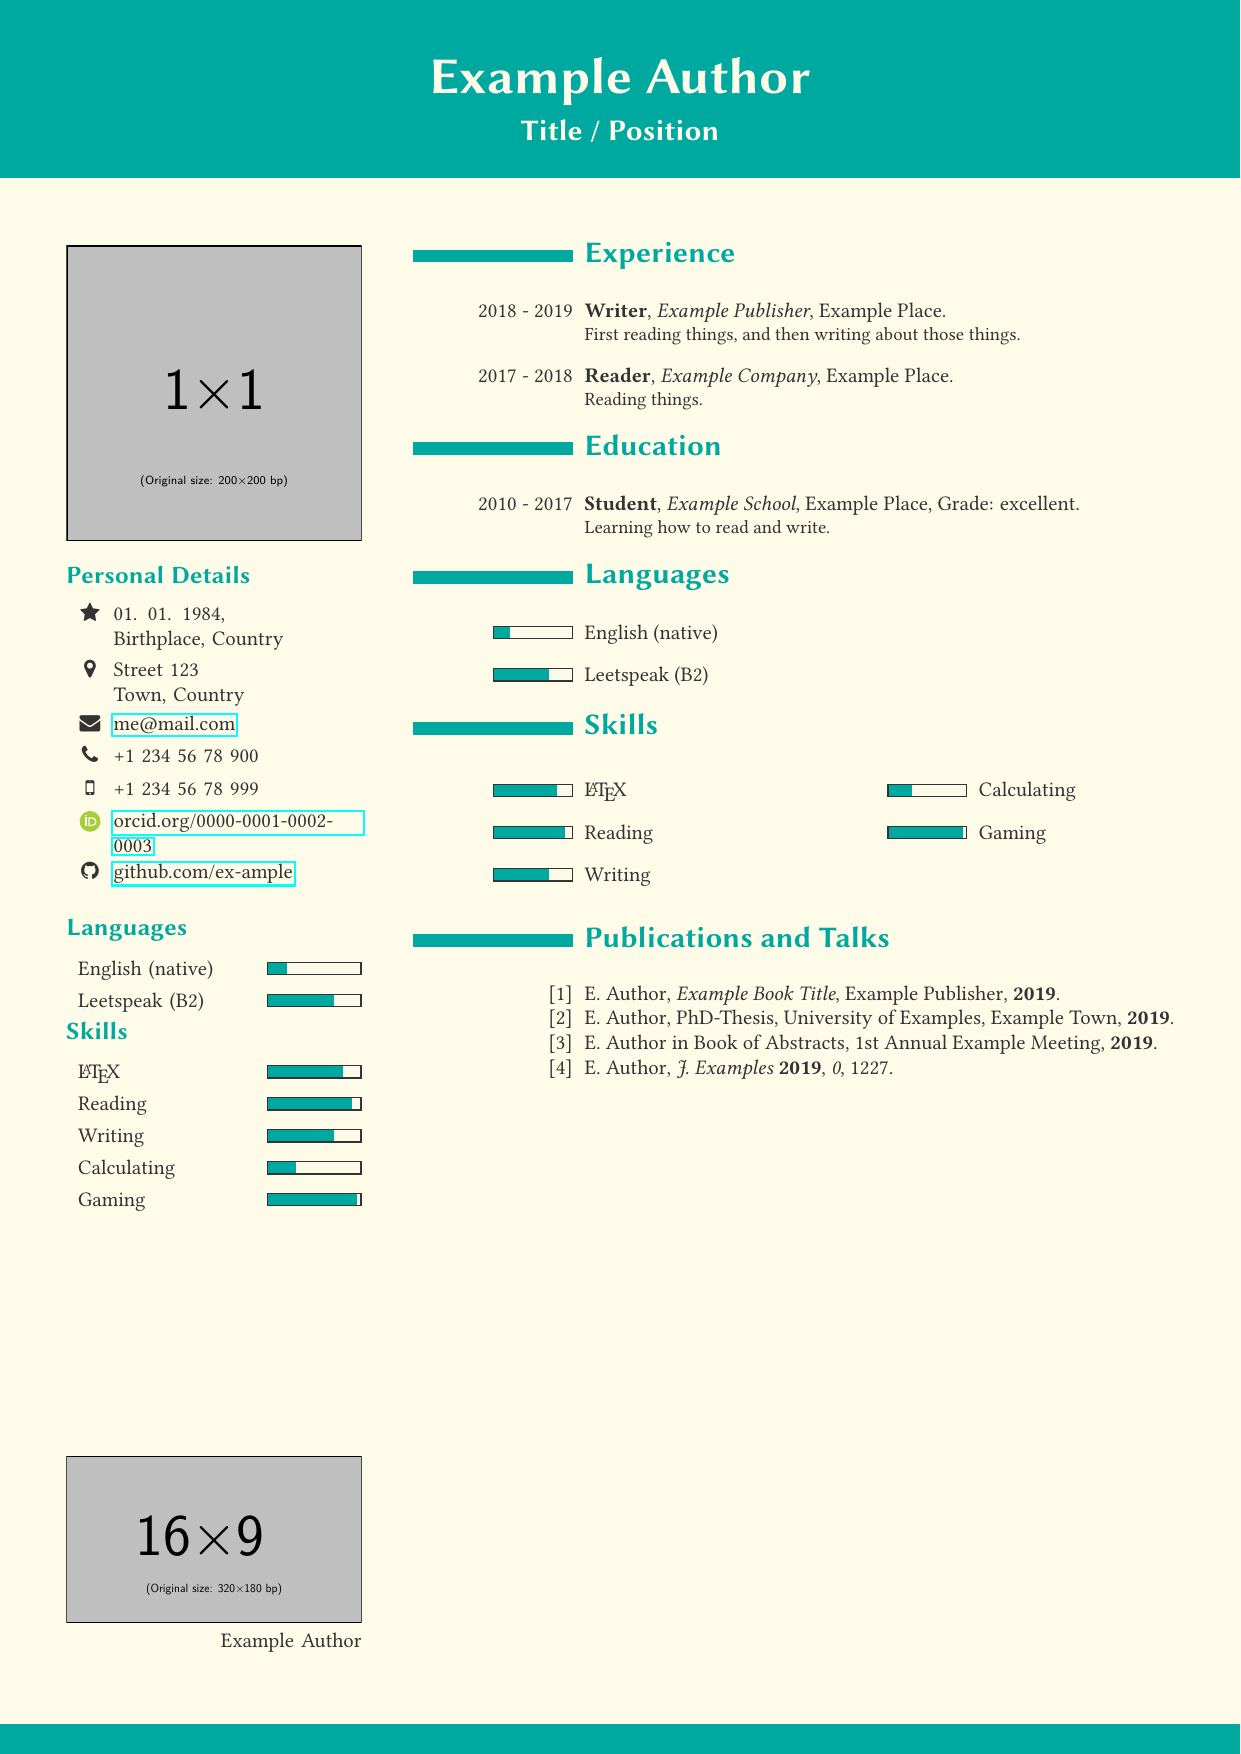 Example Author
Title / Position
1×1
(Original size: 200×200 bp)
Personal Details
01. 01. 1984,
Birthplace, Country
Street 123
Town, Country
me@mail.com
+1 234 56 78 900
+1 234 56 78 999
iD orcid.org/0000-0001-0002-
0003
github.com/ex-ample
Languages
English (native)
Leetspeak (B2)
Skills
LATEX
Reading
Writing
Calculating
Gaming
16×9
(Original size: 320×180 bp)
Example Author
Experience
2018 - 2019 Writer, Example Publisher, Example Place.
First reading things, and then writing about those things.
2017 - 2018 Reader, Example Company, Example Place.
Reading things.
Education
2010 - 2017 Student, Example School, Example Place, Grade: excellent.
Learning how to read and write.
Languages
English (native)
Leetspeak (B2)
Skills
LATEX Calculating
Reading Gaming
Writing
Publications and Talks
[1] E. Author, Example Book Title, Example Publisher, 2019.
[2] E. Author, PhD-Thesis, University of Examples, Example Town, 2019.
[3] E. Author in Book of Abstracts, 1st Annual Example Meeting, 2019.
[4] E. Author, J. Examples 2019, 0, 1227.